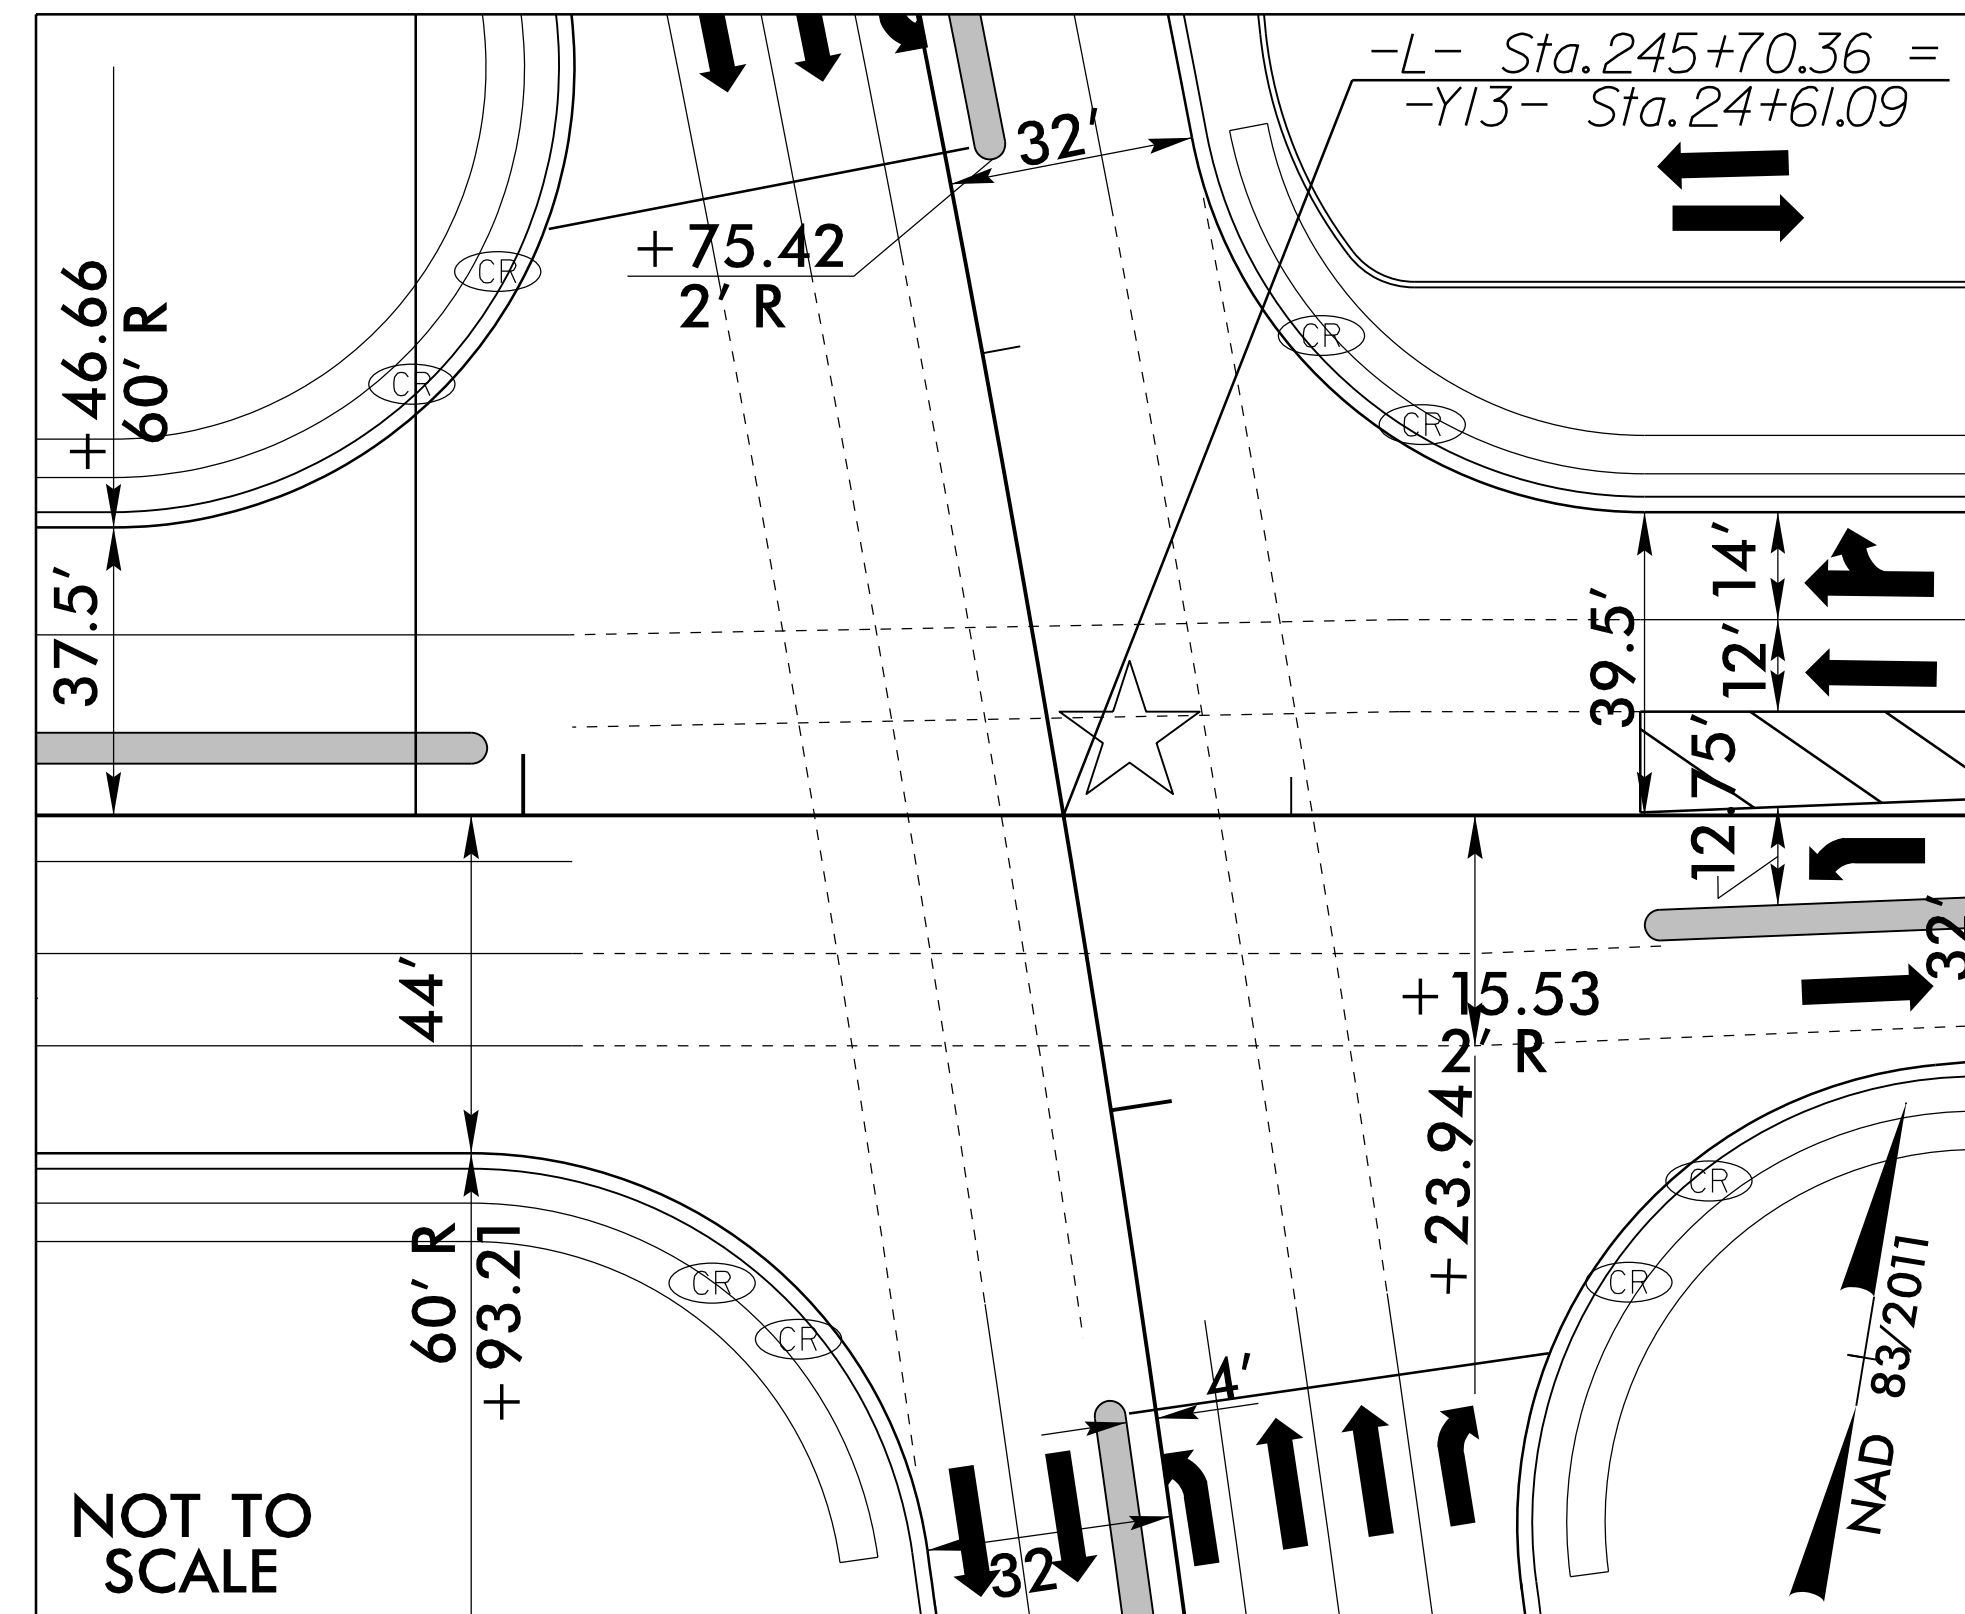 -L- Sta. 245+70.36 =
-Y13- Sta. 24+61.09
32'
+75.42
2' R
+46.66
60' R
CR
CR
CR
CR
37.5'
14'
12'
39.5'
12.75'
32'
44'
+15.53
2' R
+23.94
60' R
+93.21
CR
CR
CR
CR
4'
32'
NAD 83/2011
NOT TO
SCALE